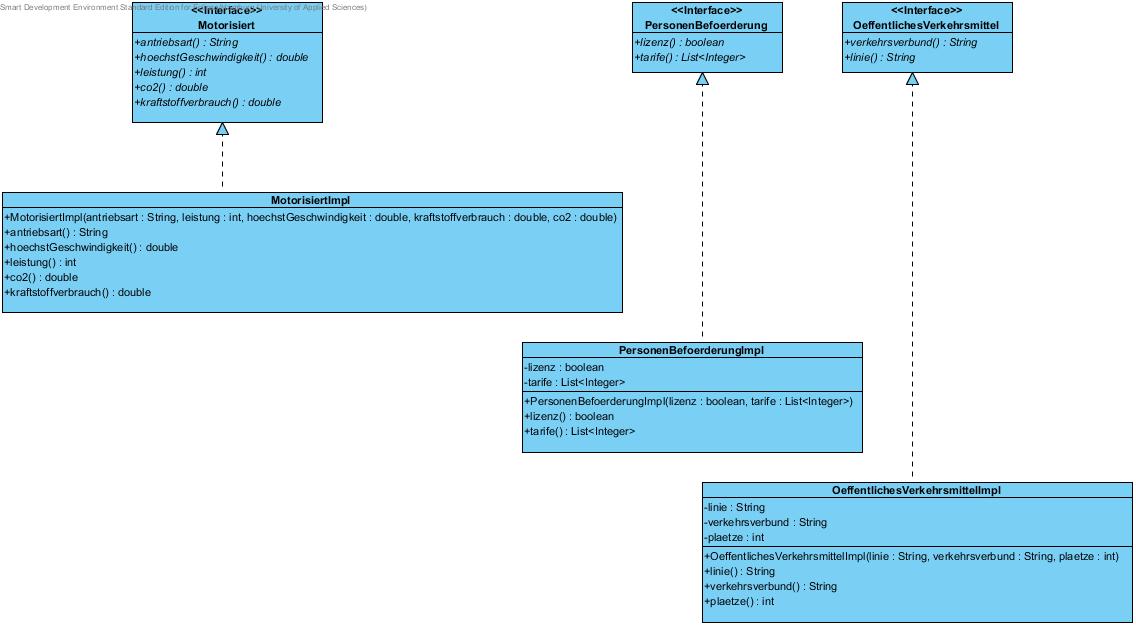 Smart Development Environment Standard Edition for University of Applied Sciences)
<<Interface>>
Motorisiert
+antriebsart() : String
+hoechstGeschwindigkeit() : double
+leistung() : int
+co2() : double
+kraftstoffverbrauch() : double
<<Interface>>
PersonenBefoerderung
+lizenz() : boolean
+tarife() : List<Integer>
<<Interface>>
OeffentlichesVerkehrsmittel
+verkehrsverbund() : String
+linie() : String
MotorisiertImpl
+MotorisiertImpl(antriebsart : String, leistung : int, hoechstGeschwindigkeit : double, kraftstoffverbrauch : double, co2 : double)
+antriebsart() : String
+hoechstGeschwindigkeit() : double
+leistung() : int
+co2() : double
+kraftstoffverbrauch() : double
PersonenBefoerderungImpl
-lizenz : boolean
-tarife : List<Integer>
+PersonenBefoerderungImpl(lizenz : boolean, tarife : List<Integer>)
+lizenz() : boolean
+tarife() : List<Integer>
OeffentlichesVerkehrsmittelImpl
-linie : String
-verkehrsverbund : String
-plaetze : int
+OeffentlichesVerkehrsmittelImpl(linie : String, verkehrsverbund : String, plaetze : int)
+linie() : String
+verkehrsverbund() : String
+plaetze() : int